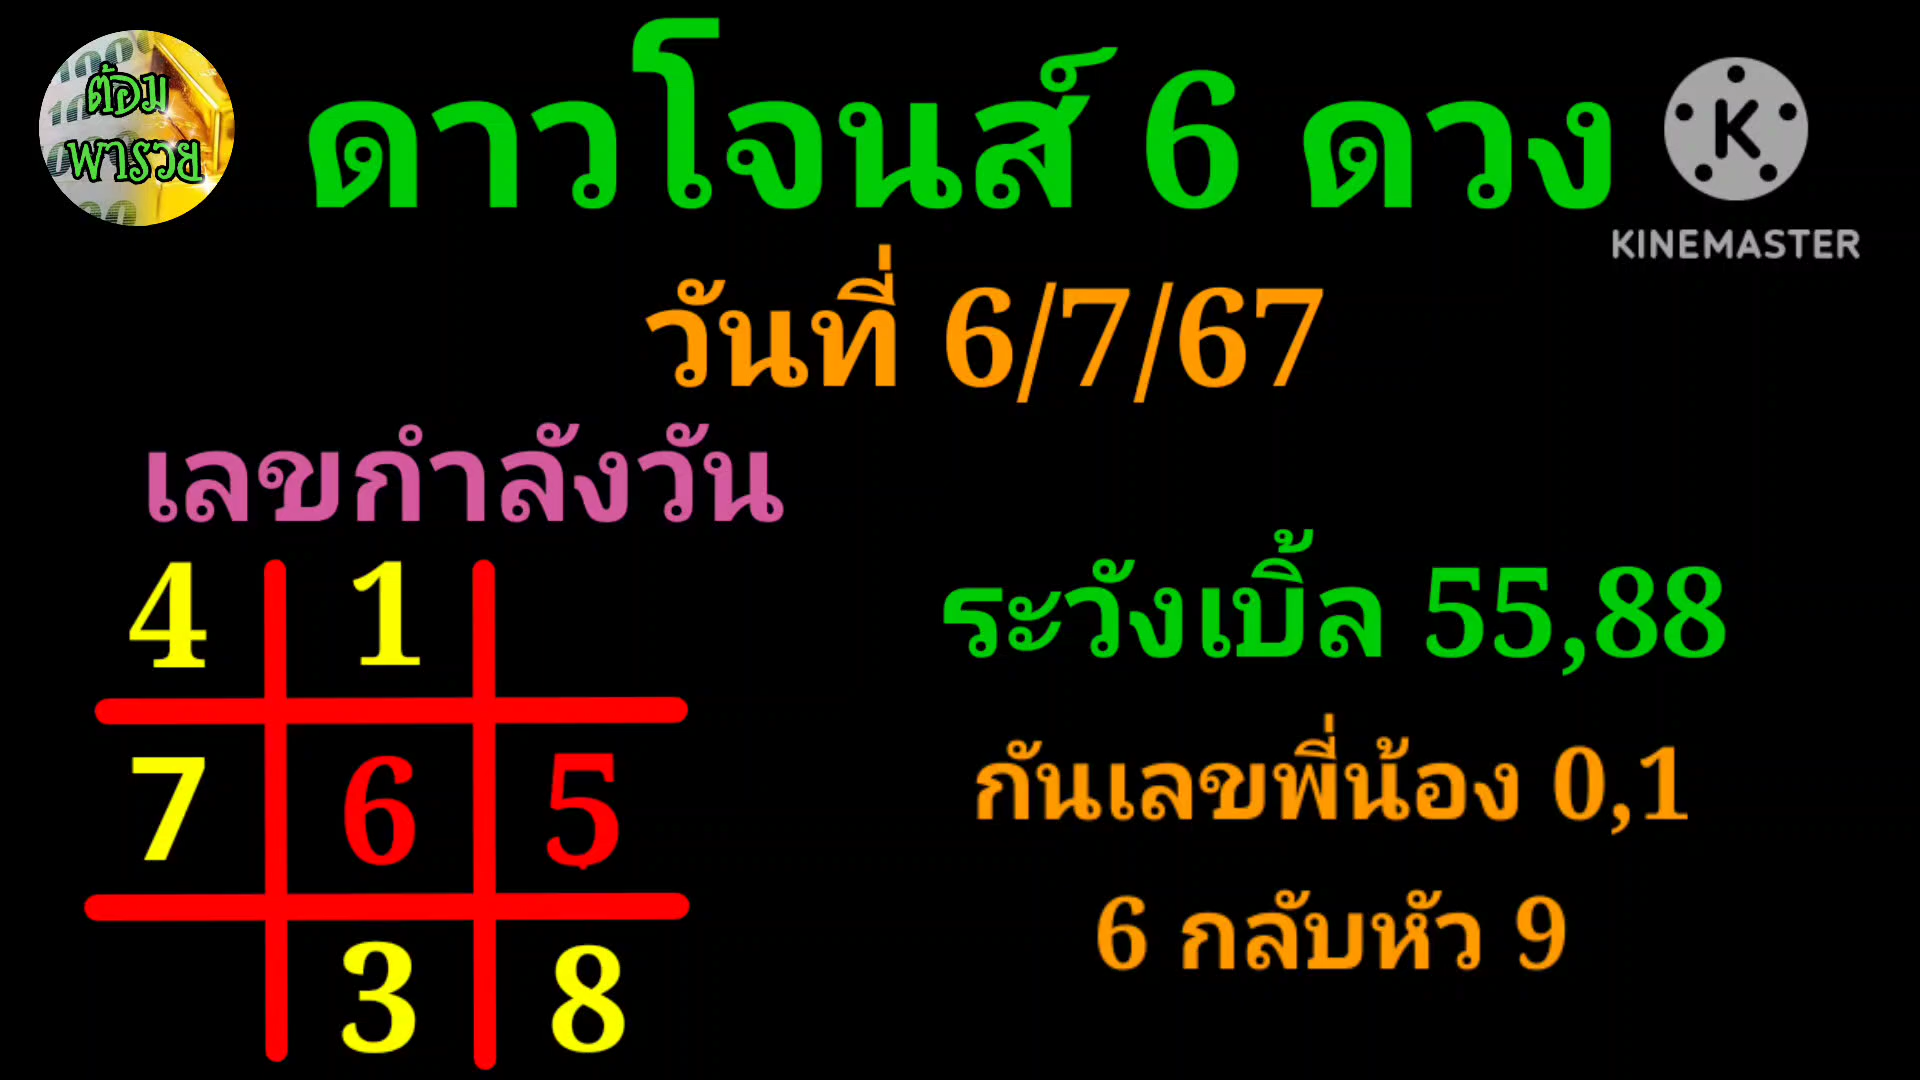 ต้อม
พารวย
ดาวโจนส์ 6 ดวง
KINEMASTER
วันที่ 6/7/67
เลขกำลังวัน
4 1
7 6 5
3 8
ระวังเบิ้ล 55,88
กันเลขพี่น้อง 0,1
6 กลับหัว 9